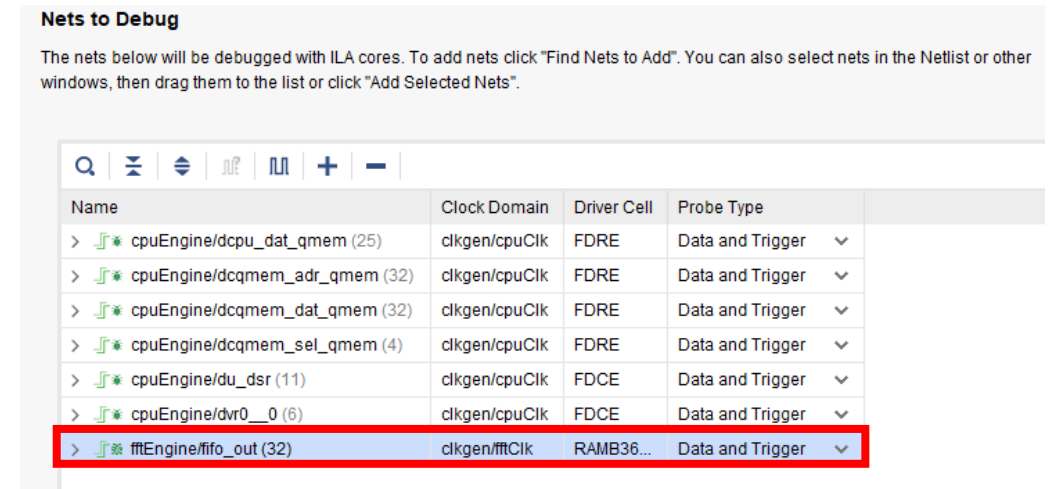 Nets to Debug
The nets below will be debugged with ILA cores. To add nets click "Find Nets to Add". You can also select nets in the Netlist or other
windows, then drag them to the list or click "Add Selected Nets".
Name Clock Domain Driver Cell Probe Type
cpuEngine/dcpu_dat_qmem (25) clkgen/cpuClk FDRE Data and Trigger
cpuEngine/dcqmem_adr_qmem (32) clkgen/cpuClk FDRE Data and Trigger
cpuEngine/dcqmem_dat_qmem (32) clkgen/cpuClk FDRE Data and Trigger
cpuEngine/dcqmem_sel_qmem (4) clkgen/cpuClk FDRE Data and Trigger
cpuEngine/du_dsr (11) clkgen/cpuClk FDCE Data and Trigger
cpuEngine/dvr0__0 (6) clkgen/cpuClk FDCE Data and Trigger
fftEngine/fifo_out (32) clkgen/fftClk RAMB36... Data and Trigger